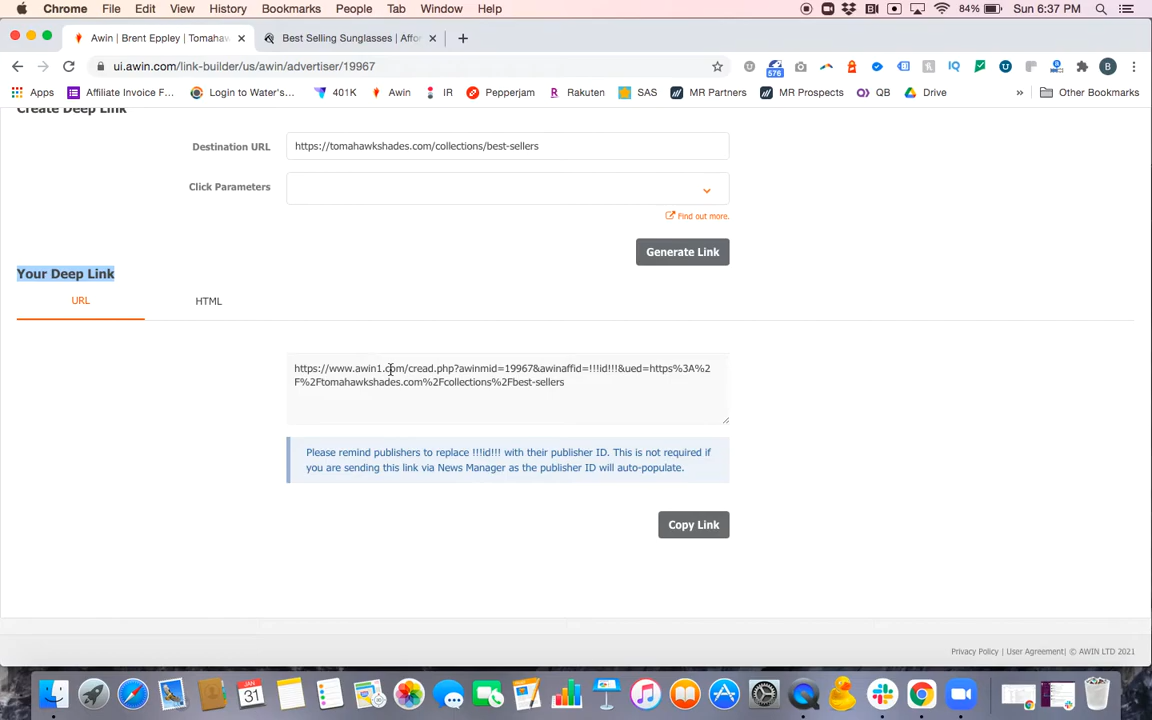 Chrome File Edit View History Bookmarks People Tab Window Help 84% Sun 6:37 PM
Awin | Brent Eppley | Tomahaw Best Selling Sunglasses | Affor
ui.awin.com/link-builder/us/awin/advertiser/19967 576 B
Apps Affiliate Invoice F... Login to Water's... 401K Awin IR Pepperjam Rakuten SAS MR Partners MR Prospects QB Drive » Other Bookmarks
Create Deep Link
Destination URL https://tomahawkshades.com/collections/best-sellers
Click Parameters
Find out more.
Generate Link
Your Deep Link
URL HTML
https://www.awin1.com/cread.php?awinmid=19967&awinaffid=!!!id!!!&ued=https%3A%2
F%2Ftomahawkshades.com%2Fcollections%2Fbest-sellers
Please remind publishers to replace !!!id!!! with their publisher ID. This is not required if
you are sending this link via News Manager as the publisher ID will auto-populate.
Copy Link
Privacy Policy | User Agreement| © AWIN LTD 2021
JAN
31